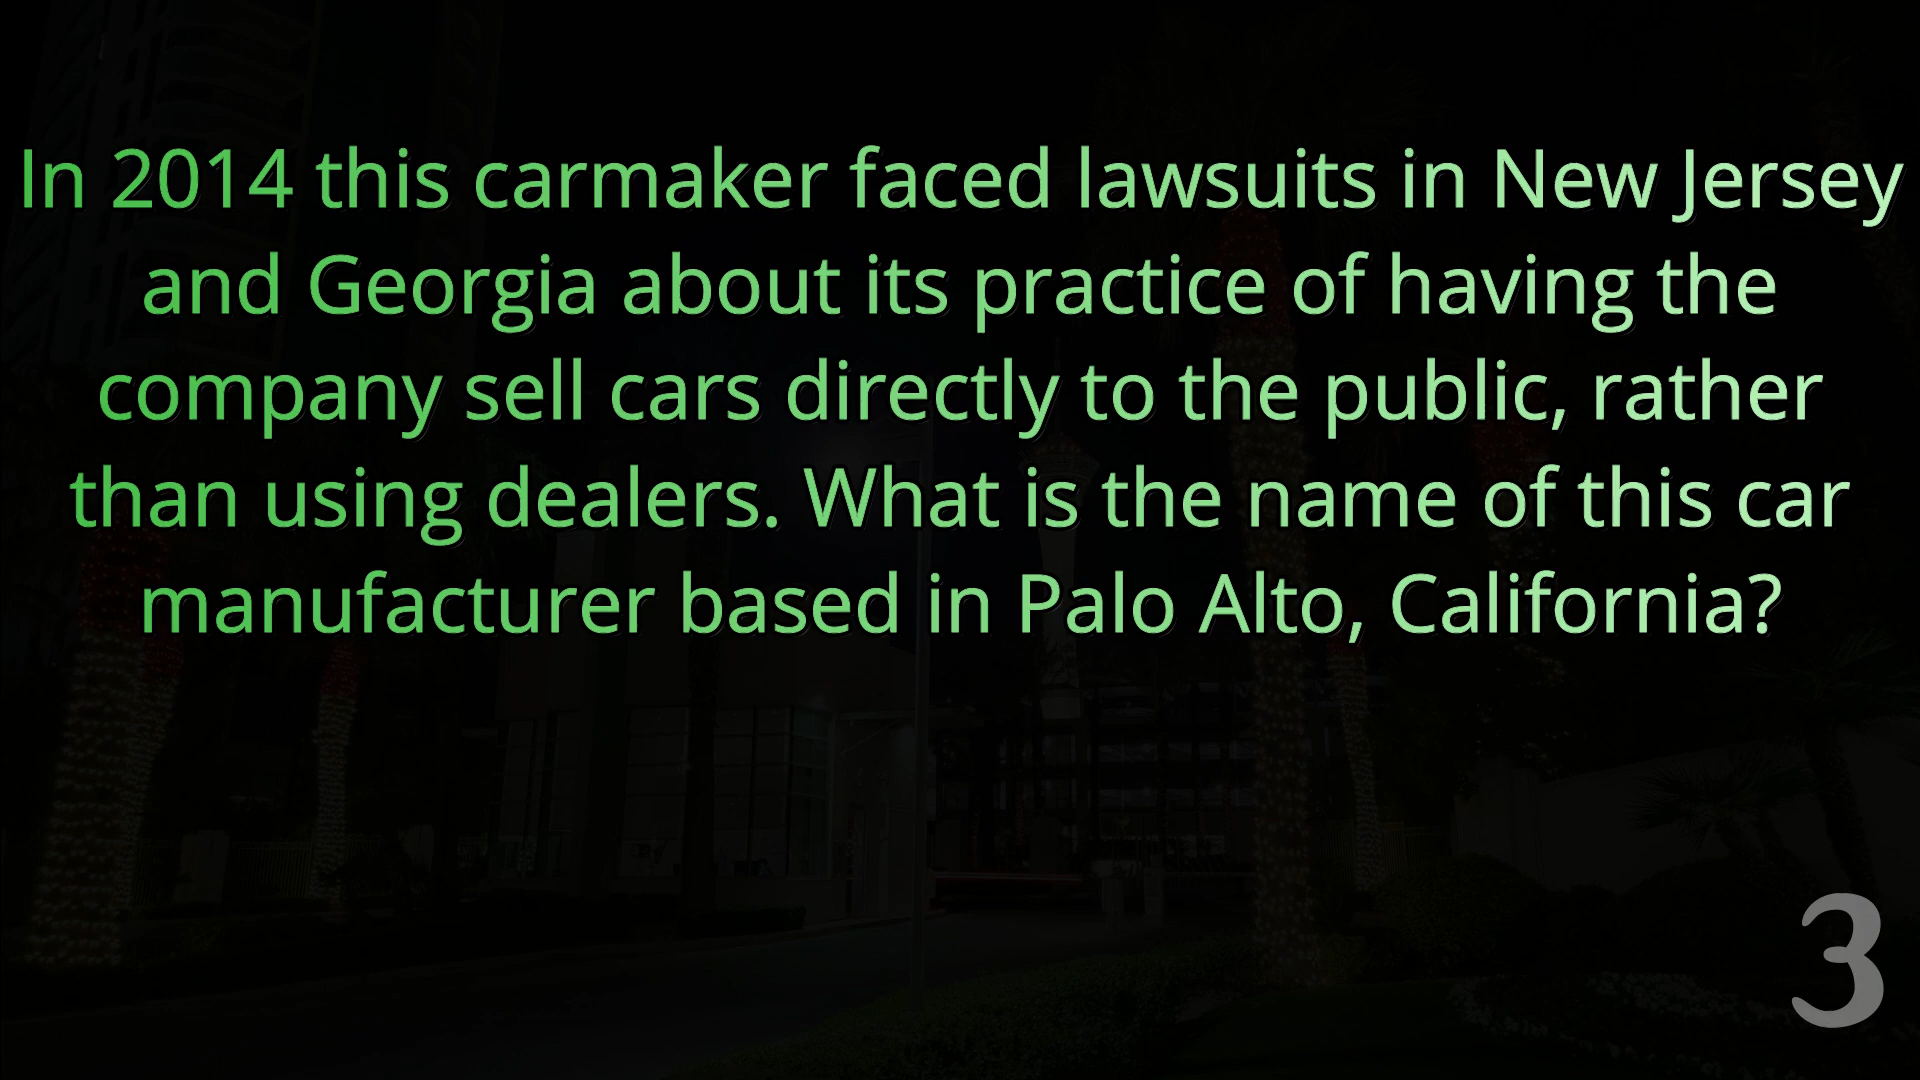 In 2014 this carmaker faced lawsuits in New Jersey
and Georgia about its practice of having the
company sell cars directly to the public, rather
than using dealers. What is the name of this car
manufacturer based in Palo Alto, California?
3